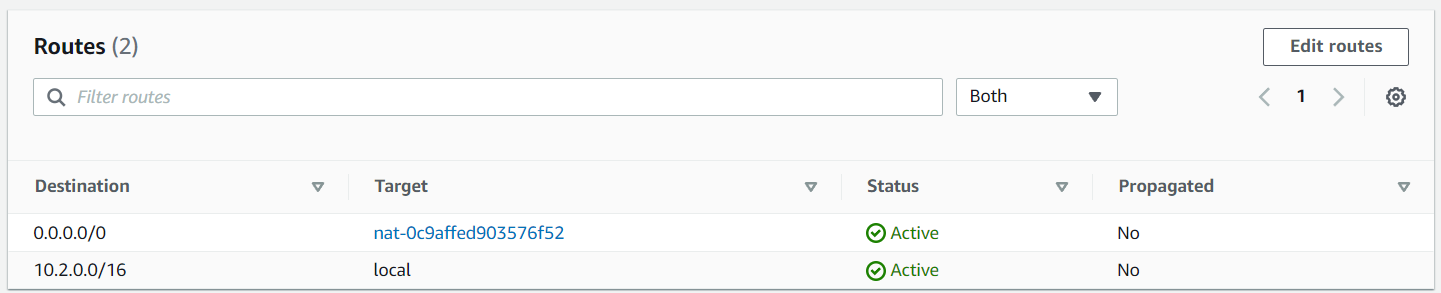 Routes (2)
Edit routes
Filter routes
Both
1
Destination Target Status Propagated
0.0.0.0/0 nat-0c9affed903576f52 Active No
10.2.0.0/16 local Active No